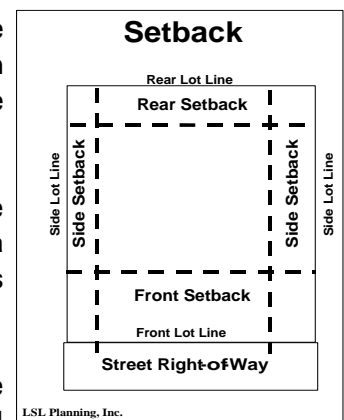 Setback
Rear Lot Line
Rear Setback
Side Lot Line
Side Setback
Side Setback
Side Lot Line
Front Setback
Front Lot Line
Street Right-of-Way
LSL Planning, Inc.